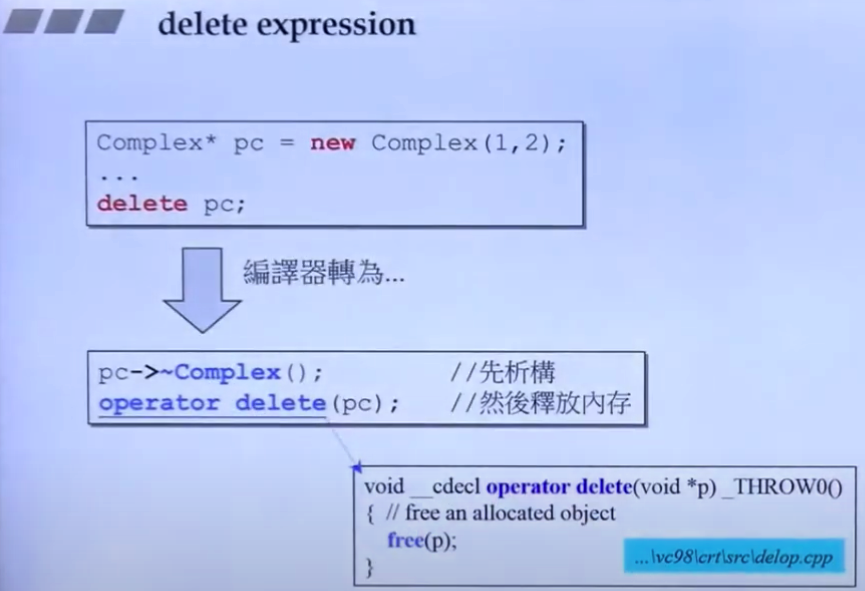 delete expression
Complex* pc = new Complex(1,2);
...
delete pc;
編譯器轉為...
pc->~Complex(); //先析構
operator delete(pc); //然後釋放內存
void __cdecl operator delete(void *p) _THROW0()
{ // free an allocated object
free(p);
}
...\vc98\crt\src\delop.cpp